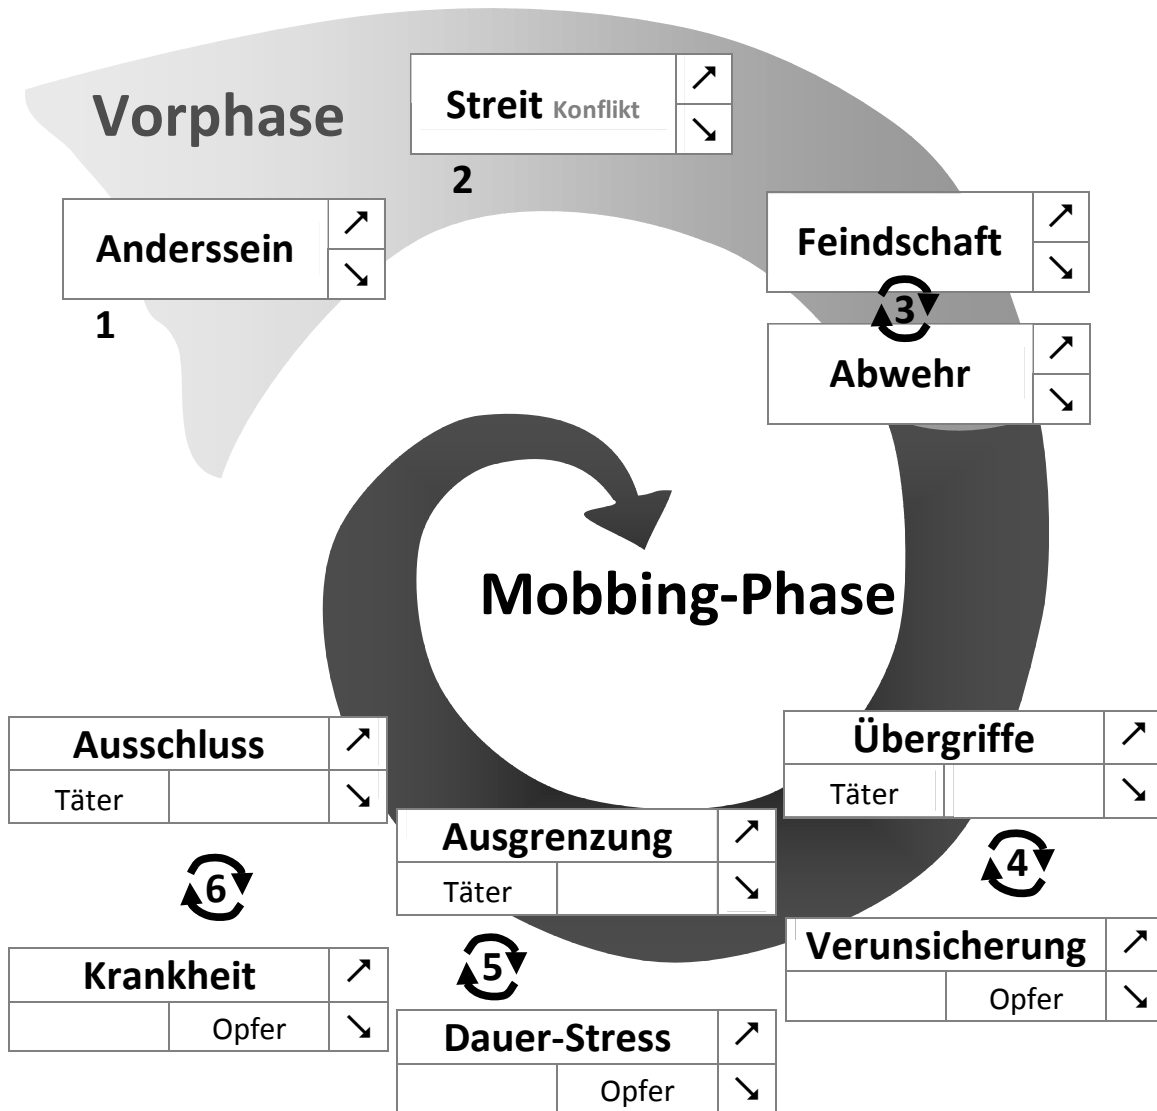 Vorphase
Streit Konflikt
↗
↘
2
Anderssein
↗
↘
1
Feindschaft
↗
↘
3
Abwehr
↗
↘
Mobbing-Phase
Übergriffe
↗
Täter
↘
4
Verunsicherung
↗
Opfer
↘
Ausgrenzung
↗
Täter
↘
5
Dauer-Stress
↗
Opfer
↘
Ausschluss
↗
Täter
↘
6
Krankheit
↗
Opfer
↘